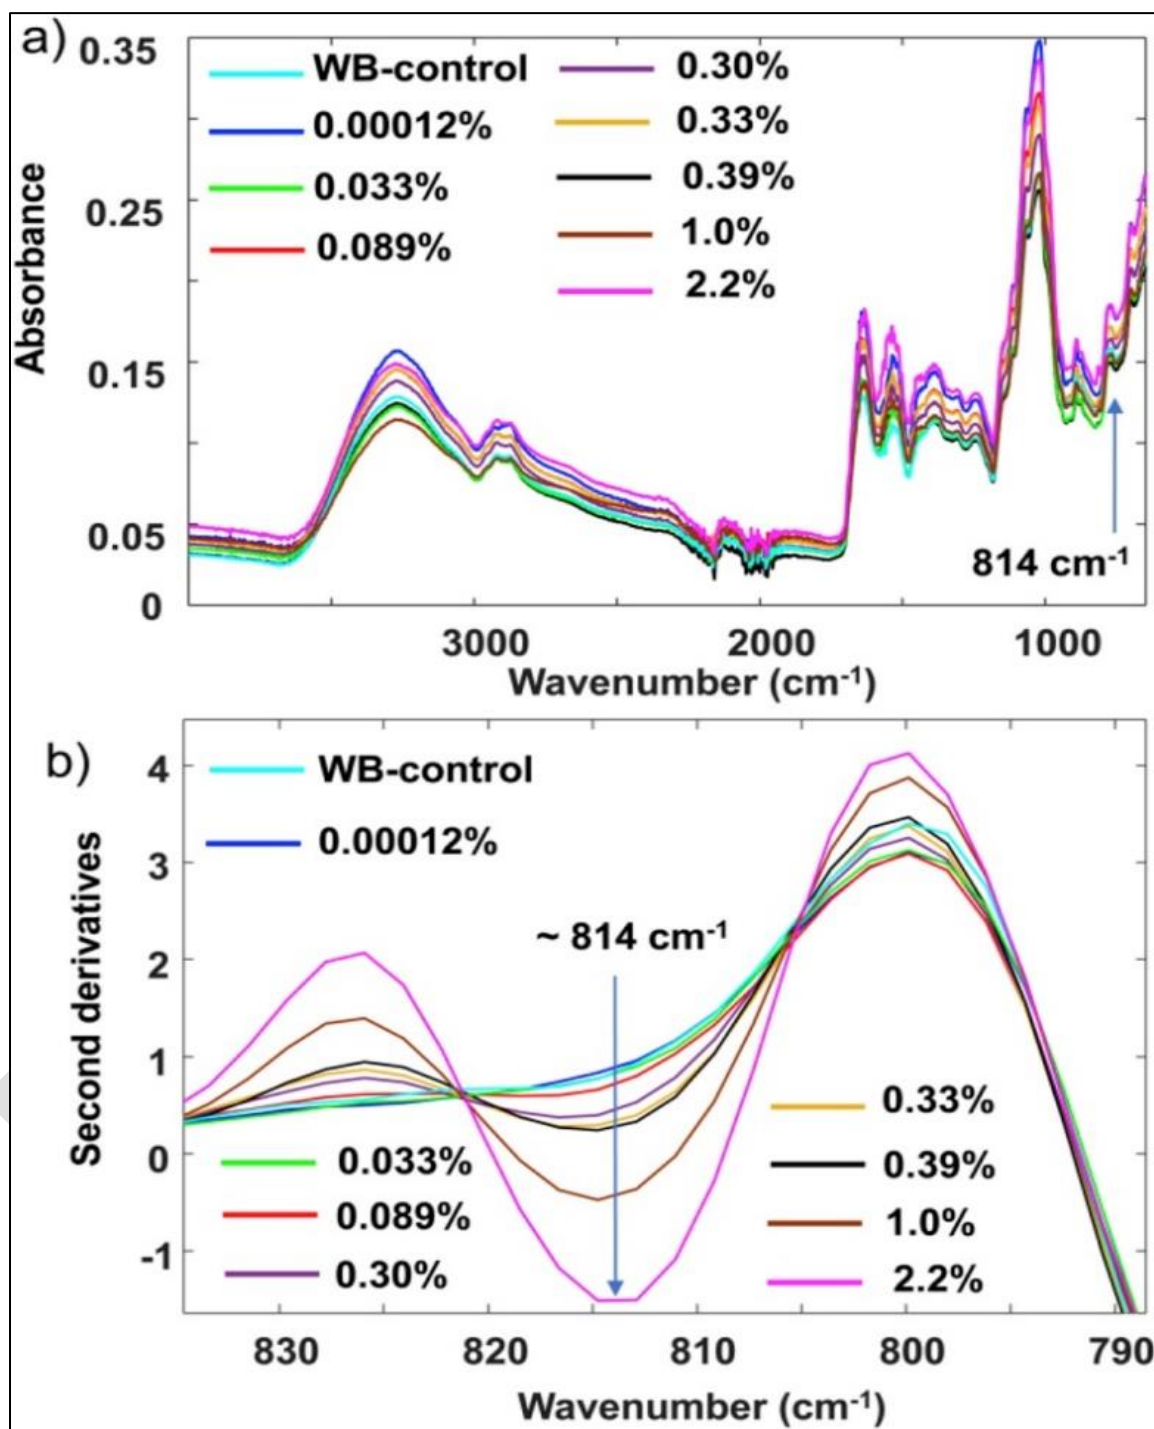 a)
0.35
0.25
0.15
0.05
0
Absorbance
WB-control
0.00012%
0.033%
0.089%
0.30%
0.33%
0.39%
1.0%
2.2%
814 cm⁻¹
3000 2000 1000
Wavenumber (cm⁻¹)
b)
4
3
2
1
0
-1
Second derivatives
WB-control
0.00012%
~ 814 cm⁻¹
0.033%
0.089%
0.30%
0.33%
0.39%
1.0%
2.2%
830 820 810 800 790
Wavenumber (cm⁻¹)